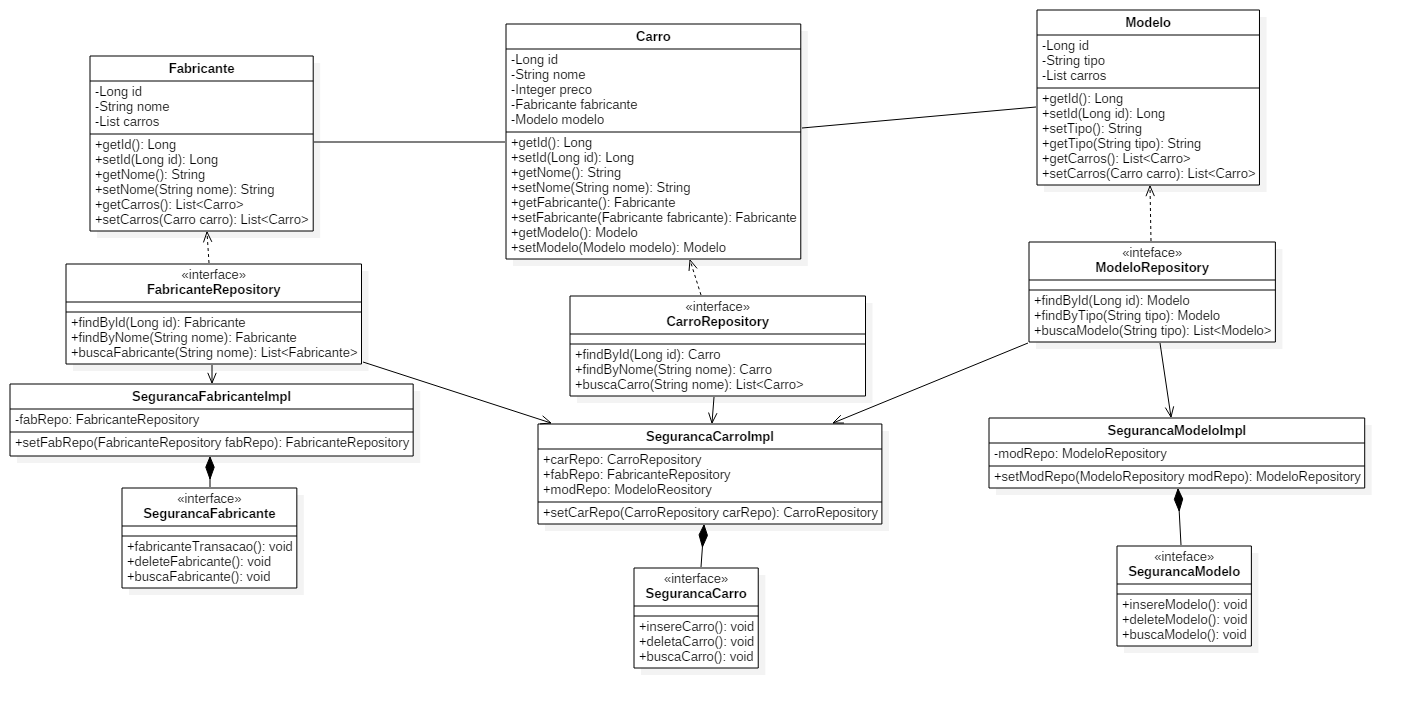 Fabricante
-Long id
-String nome
-List carros
+getId(): Long
+setId(Long id): Long
+getNome(): String
+setNome(String nome): String
+getCarros(): List<Carro>
+setCarros(Carro carro): List<Carro>
Carro
-Long id
-String nome
-Integer preco
-Fabricante fabricante
-Modelo modelo
+getId(): Long
+setId(Long id): Long
+getNome(): String
+setNome(String nome): String
+getFabricante(): Fabricante
+setFabricante(Fabricante fabricante): Fabricante
+getModelo(): Modelo
+setModelo(Modelo modelo): Modelo
Modelo
-Long id
-String tipo
-List carros
+getId(): Long
+setId(Long id): Long
+setTipo(): String
+getTipo(String tipo): String
+getCarros(): List<Carro>
+setCarros(Carro carro): List<Carro>
«interface»
FabricanteRepository
+findById(Long id): Fabricante
+findByNome(String nome): Fabricante
+buscaFabricante(String nome): List<Fabricante>
«interface»
CarroRepository
+findById(Long id): Carro
+findByNome(String nome): Carro
+buscaCarro(String nome): List<Carro>
«inteface»
ModeloRepository
+findById(Long id): Modelo
+findByTipo(String tipo): Modelo
+buscaModelo(String tipo): List<Modelo>
SegurancaFabricanteImpl
-fabRepo: FabricanteRepository
+setFabRepo(FabricanteRepository fabRepo): FabricanteRepository
SegurancaCarroImpl
+carRepo: CarroRepository
+fabRepo: FabricanteRepository
+modRepo: ModeloReository
+setCarRepo(CarroRepository carRepo): CarroRepository
SegurancaModeloImpl
-modRepo: ModeloRepository
+setModRepo(ModeloRepository modRepo): ModeloRepository
«interface»
SegurancaFabricante
+fabricanteTransacao(): void
+deleteFabricante(): void
+buscaFabricante(): void
«interface»
SegurancaCarro
+insereCarro(): void
+deletaCarro(): void
+buscaCarro(): void
«inteface»
SegurancaModelo
+insereModelo(): void
+deleteModelo(): void
+buscaModelo(): void